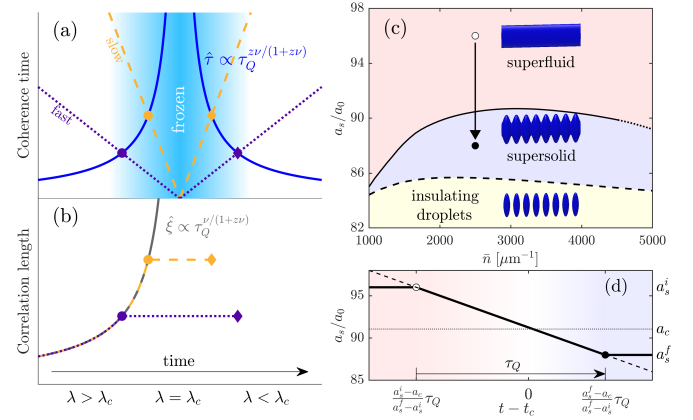 (a)
Coherence time
slow
fast
frozen
τ̂ ∝ τ_Q^{zν/(1+zν)}
(b)
Correlation length
ξ̂ ∝ τ_Q^{ν/(1+zν)}
time
λ > λ_c
λ = λ_c
λ < λ_c
(c)
a_s/a_0
98
94
90
86
82
superfluid
supersolid
insulating
droplets
1000
2000
3000
4000
5000
n̄ [μm⁻¹]
(d)
a_s/a_0
95
90
85
a_s^i
a_c
a_s^f
τ_Q
\frac{a_s^i−a_c}{a_s^f−a_s^i}τ_Q
0
\frac{a_s^f−a_c}{a_s^f−a_s^i}τ_Q
t − t_c